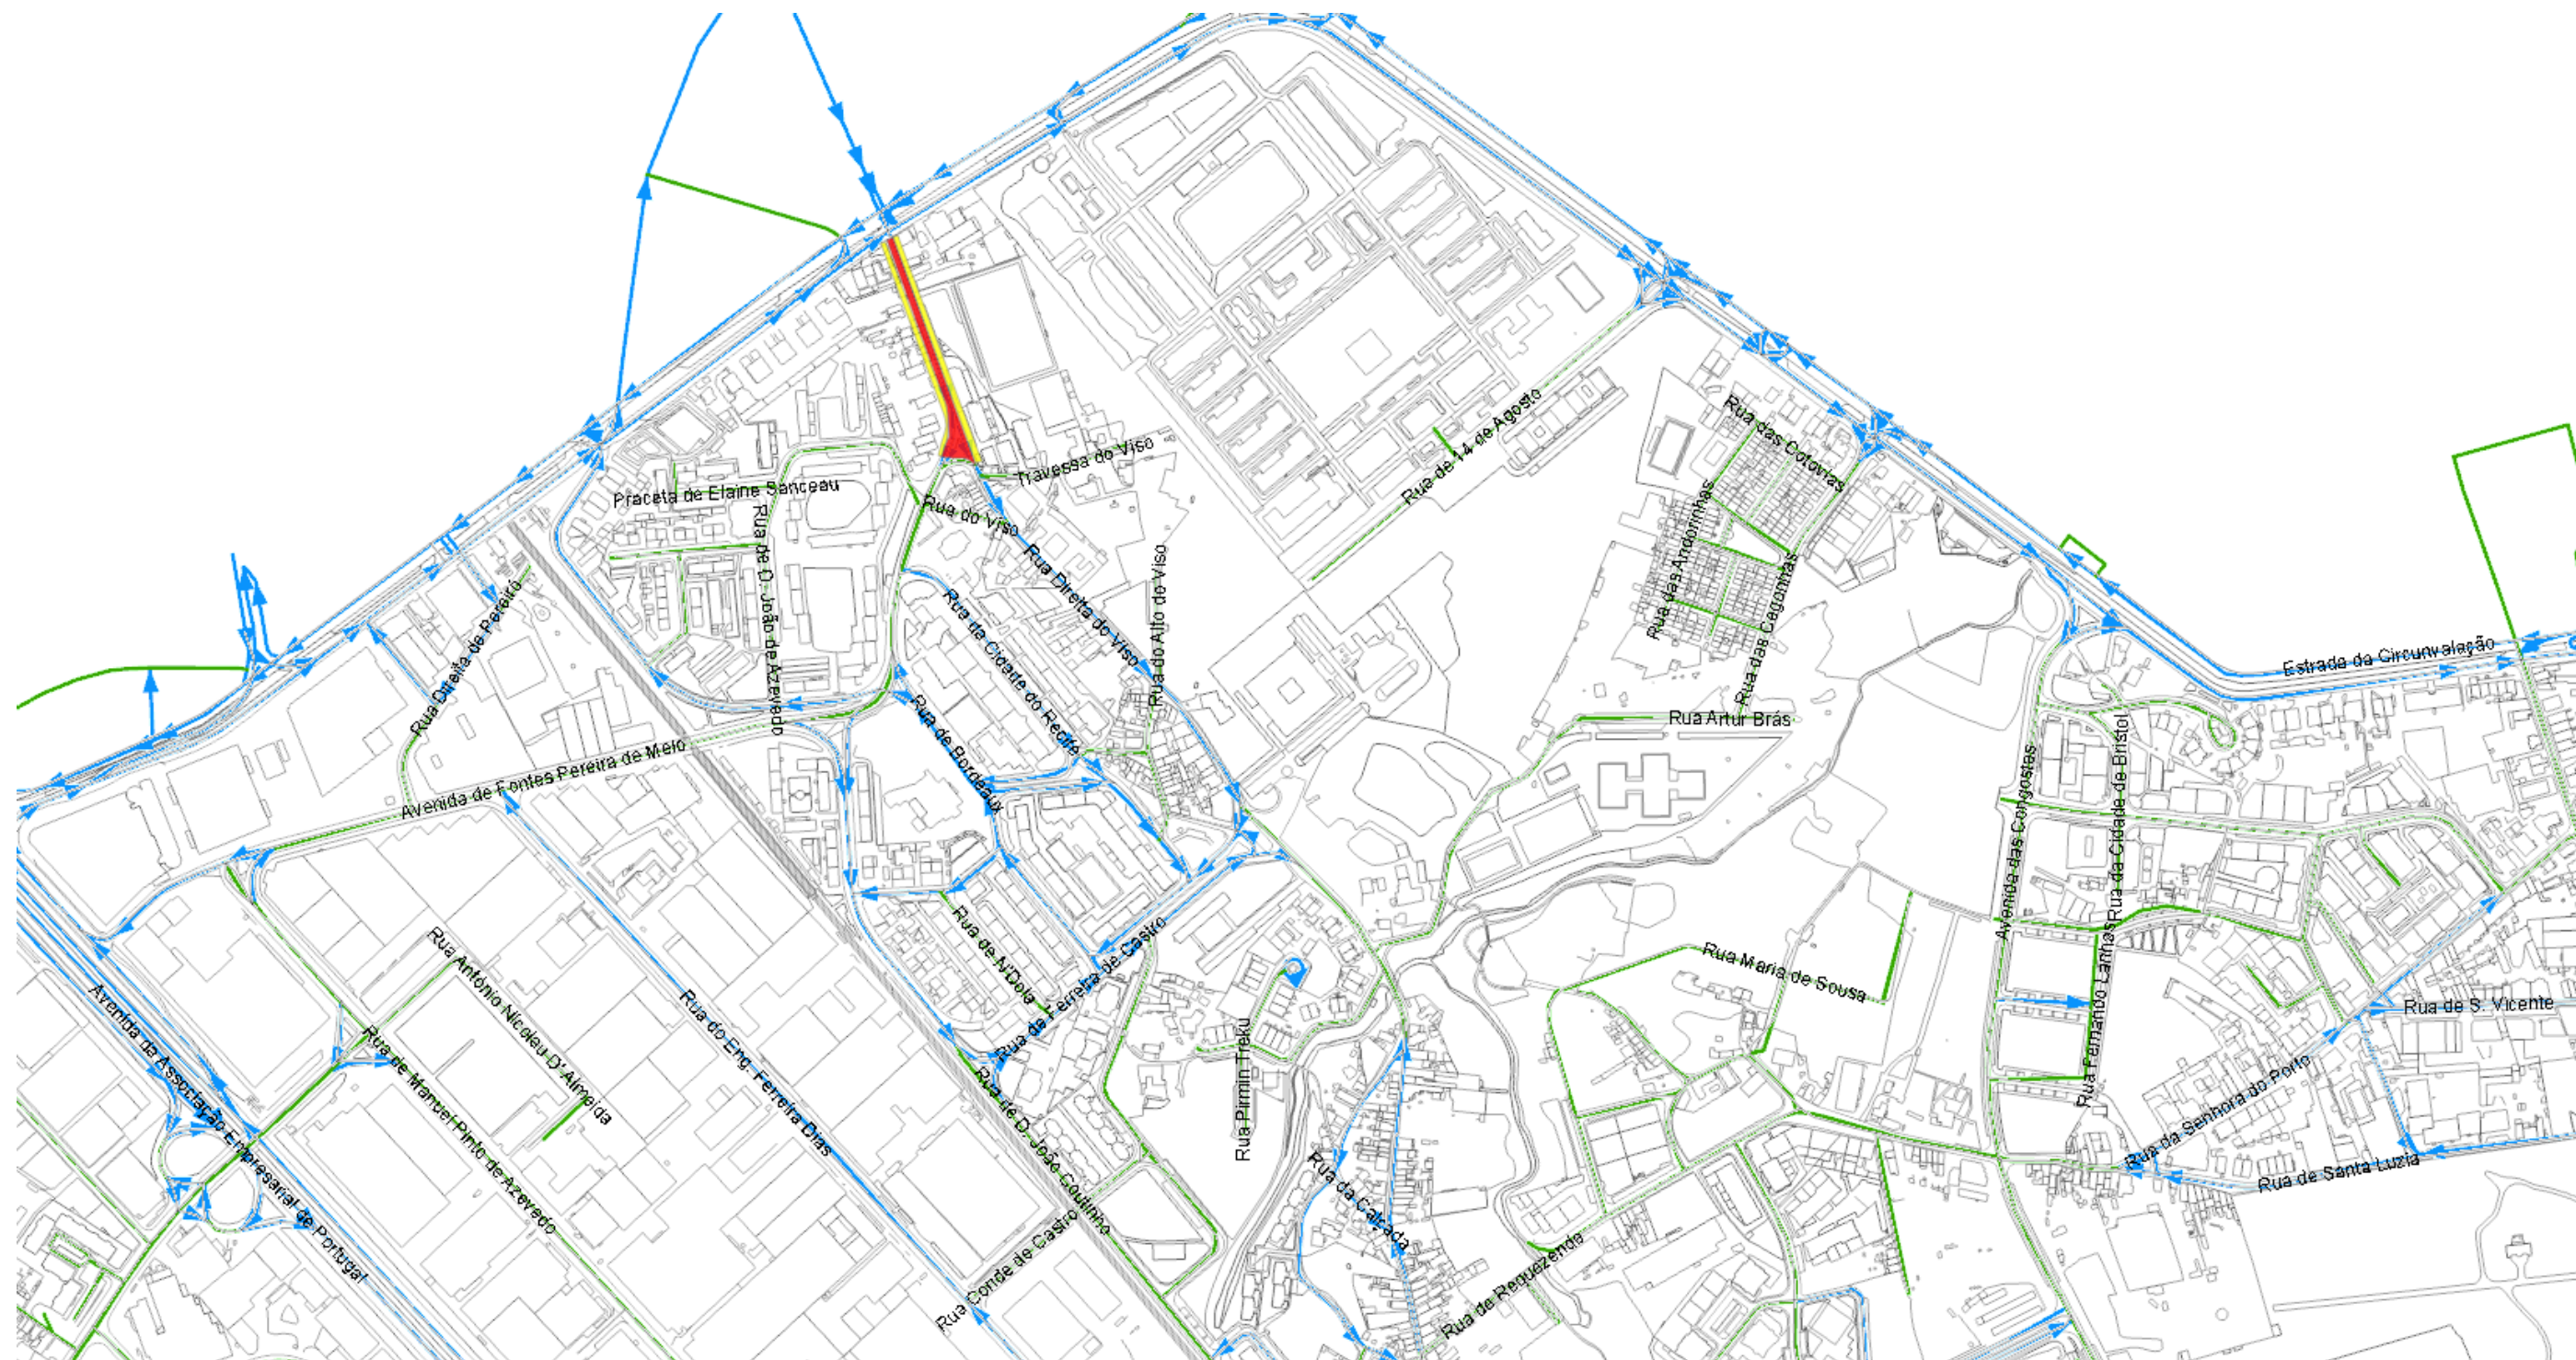 Travessa do Viso
Praceta de Elaine Sanceau
Rua do Viso
Rua de D. João de Azevedo
Rua Direita do Viso
Rua do Alto do Viso
Rua de 14 de Agosto
Rua das Cotovias
Rua das Andorinhas
Rua das Cegonhas
Rua Direita de Pereiró
Rua da Cidade do Recife
Rua de Bordeaux
Avenida de Fontes Pereira de Melo
Rua Artur Brás
Estrada da Circunvalação
Avenida das Congostas
Rua da Cidade de Bristol
Rua Fernando Lanhas
Rua António Nicolau D'Almeida
Rua de N'Dola
Rua de Ferreira de Castro
Rua Maria de Sousa
Rua de S. Vicente
Avenida da Associação Empresarial de Portugal
Rua de Manuel Pinto de Azevedo
Rua do Eng. Ferreira Dias
Rua de D. João Coutinho
Rua Pirmin Treku
Rua da Senhora do Porto
Rua de Santa Luzia
Rua da Calçada
Rua Conde de Castro
Rua de Requezende